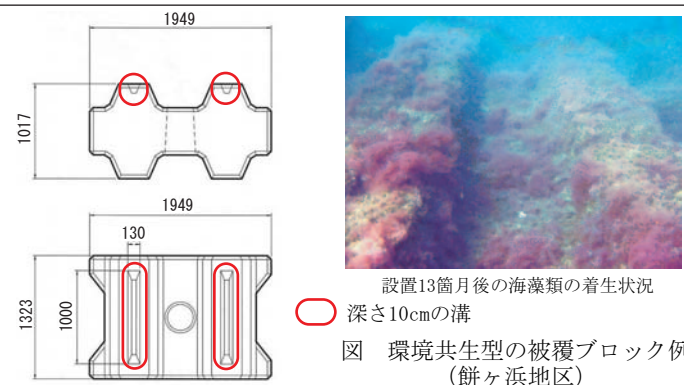 1949
1017
1949
130
1323
1000
設置13箇月後の海藻類の着生状況
深さ10cmの溝
図 環境共生型の被覆ブロック例
(餅ヶ浜地区)